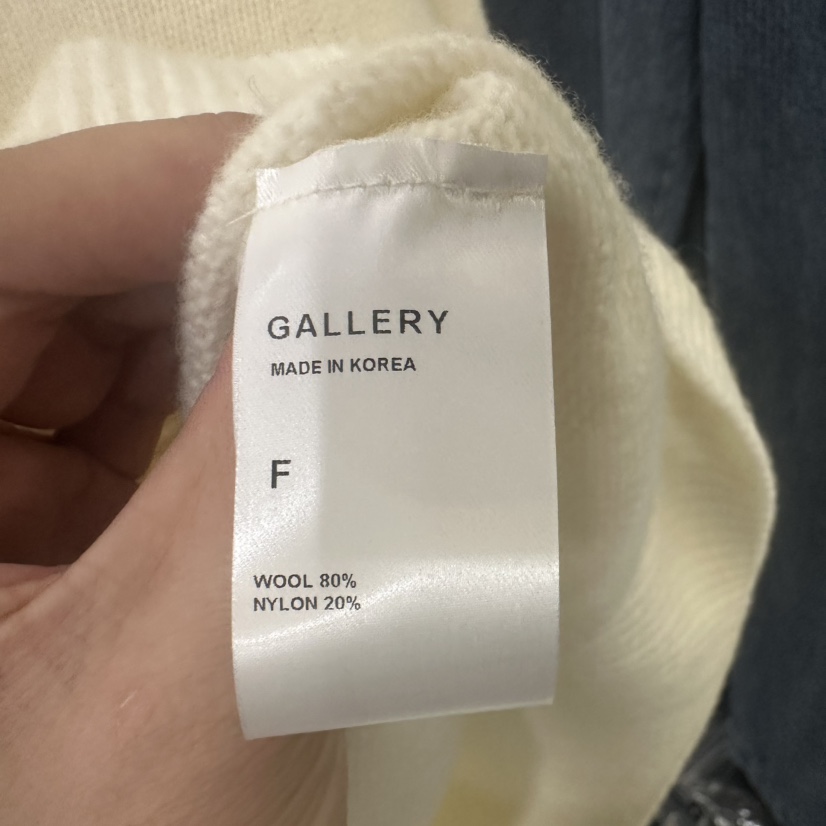 GALLERY
MADE IN KOREA
F
WOOL 80%
NYLON 20%